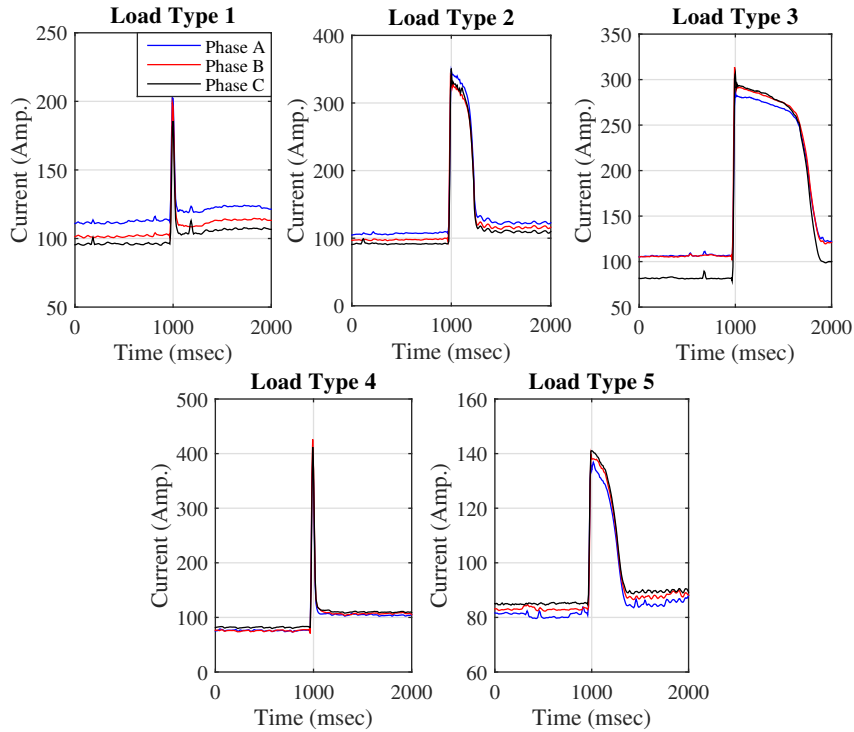 Load Type 1
250
200
150
100
50
Current (Amp.)
0
1000
2000
Time (msec)
Phase A
Phase B
Phase C
Load Type 2
400
300
200
100
0
Current (Amp.)
0
1000
2000
Time (msec)
Load Type 3
350
300
250
200
150
100
50
Current (Amp.)
0
1000
2000
Time (msec)
Load Type 4
500
400
300
200
100
0
Current (Amp.)
0
1000
2000
Time (msec)
Load Type 5
160
140
120
100
80
60
Current (Amp.)
0
1000
2000
Time (msec)